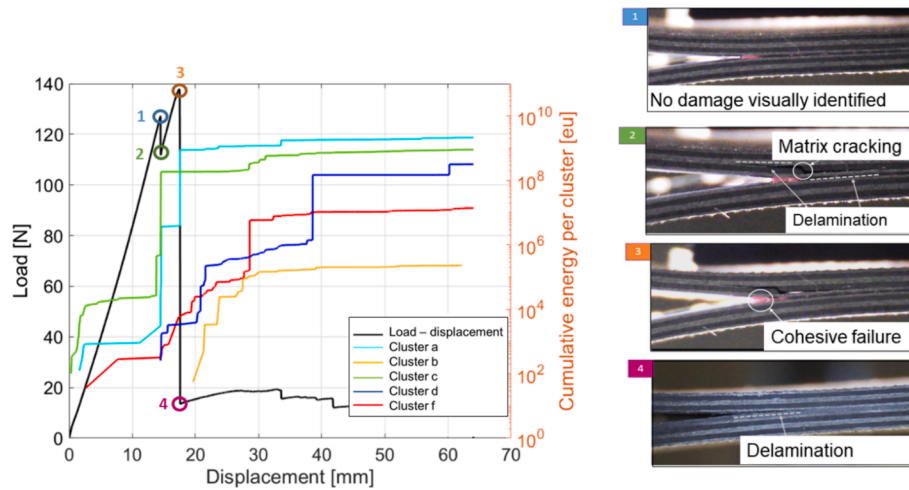 140
120
100
80
60
40
20
0
Load [N]
0
10
20
30
40
50
60
70
Displacement [mm]
10^10
10^8
10^6
10^4
10^2
10^0
Cumulative energy per cluster [eu]
1
2
3
4
Load – displacement
Cluster a
Cluster b
Cluster c
Cluster d
Cluster f
1
No damage visually identified
2
Matrix cracking
Delamination
3
Cohesive failure
4
Delamination